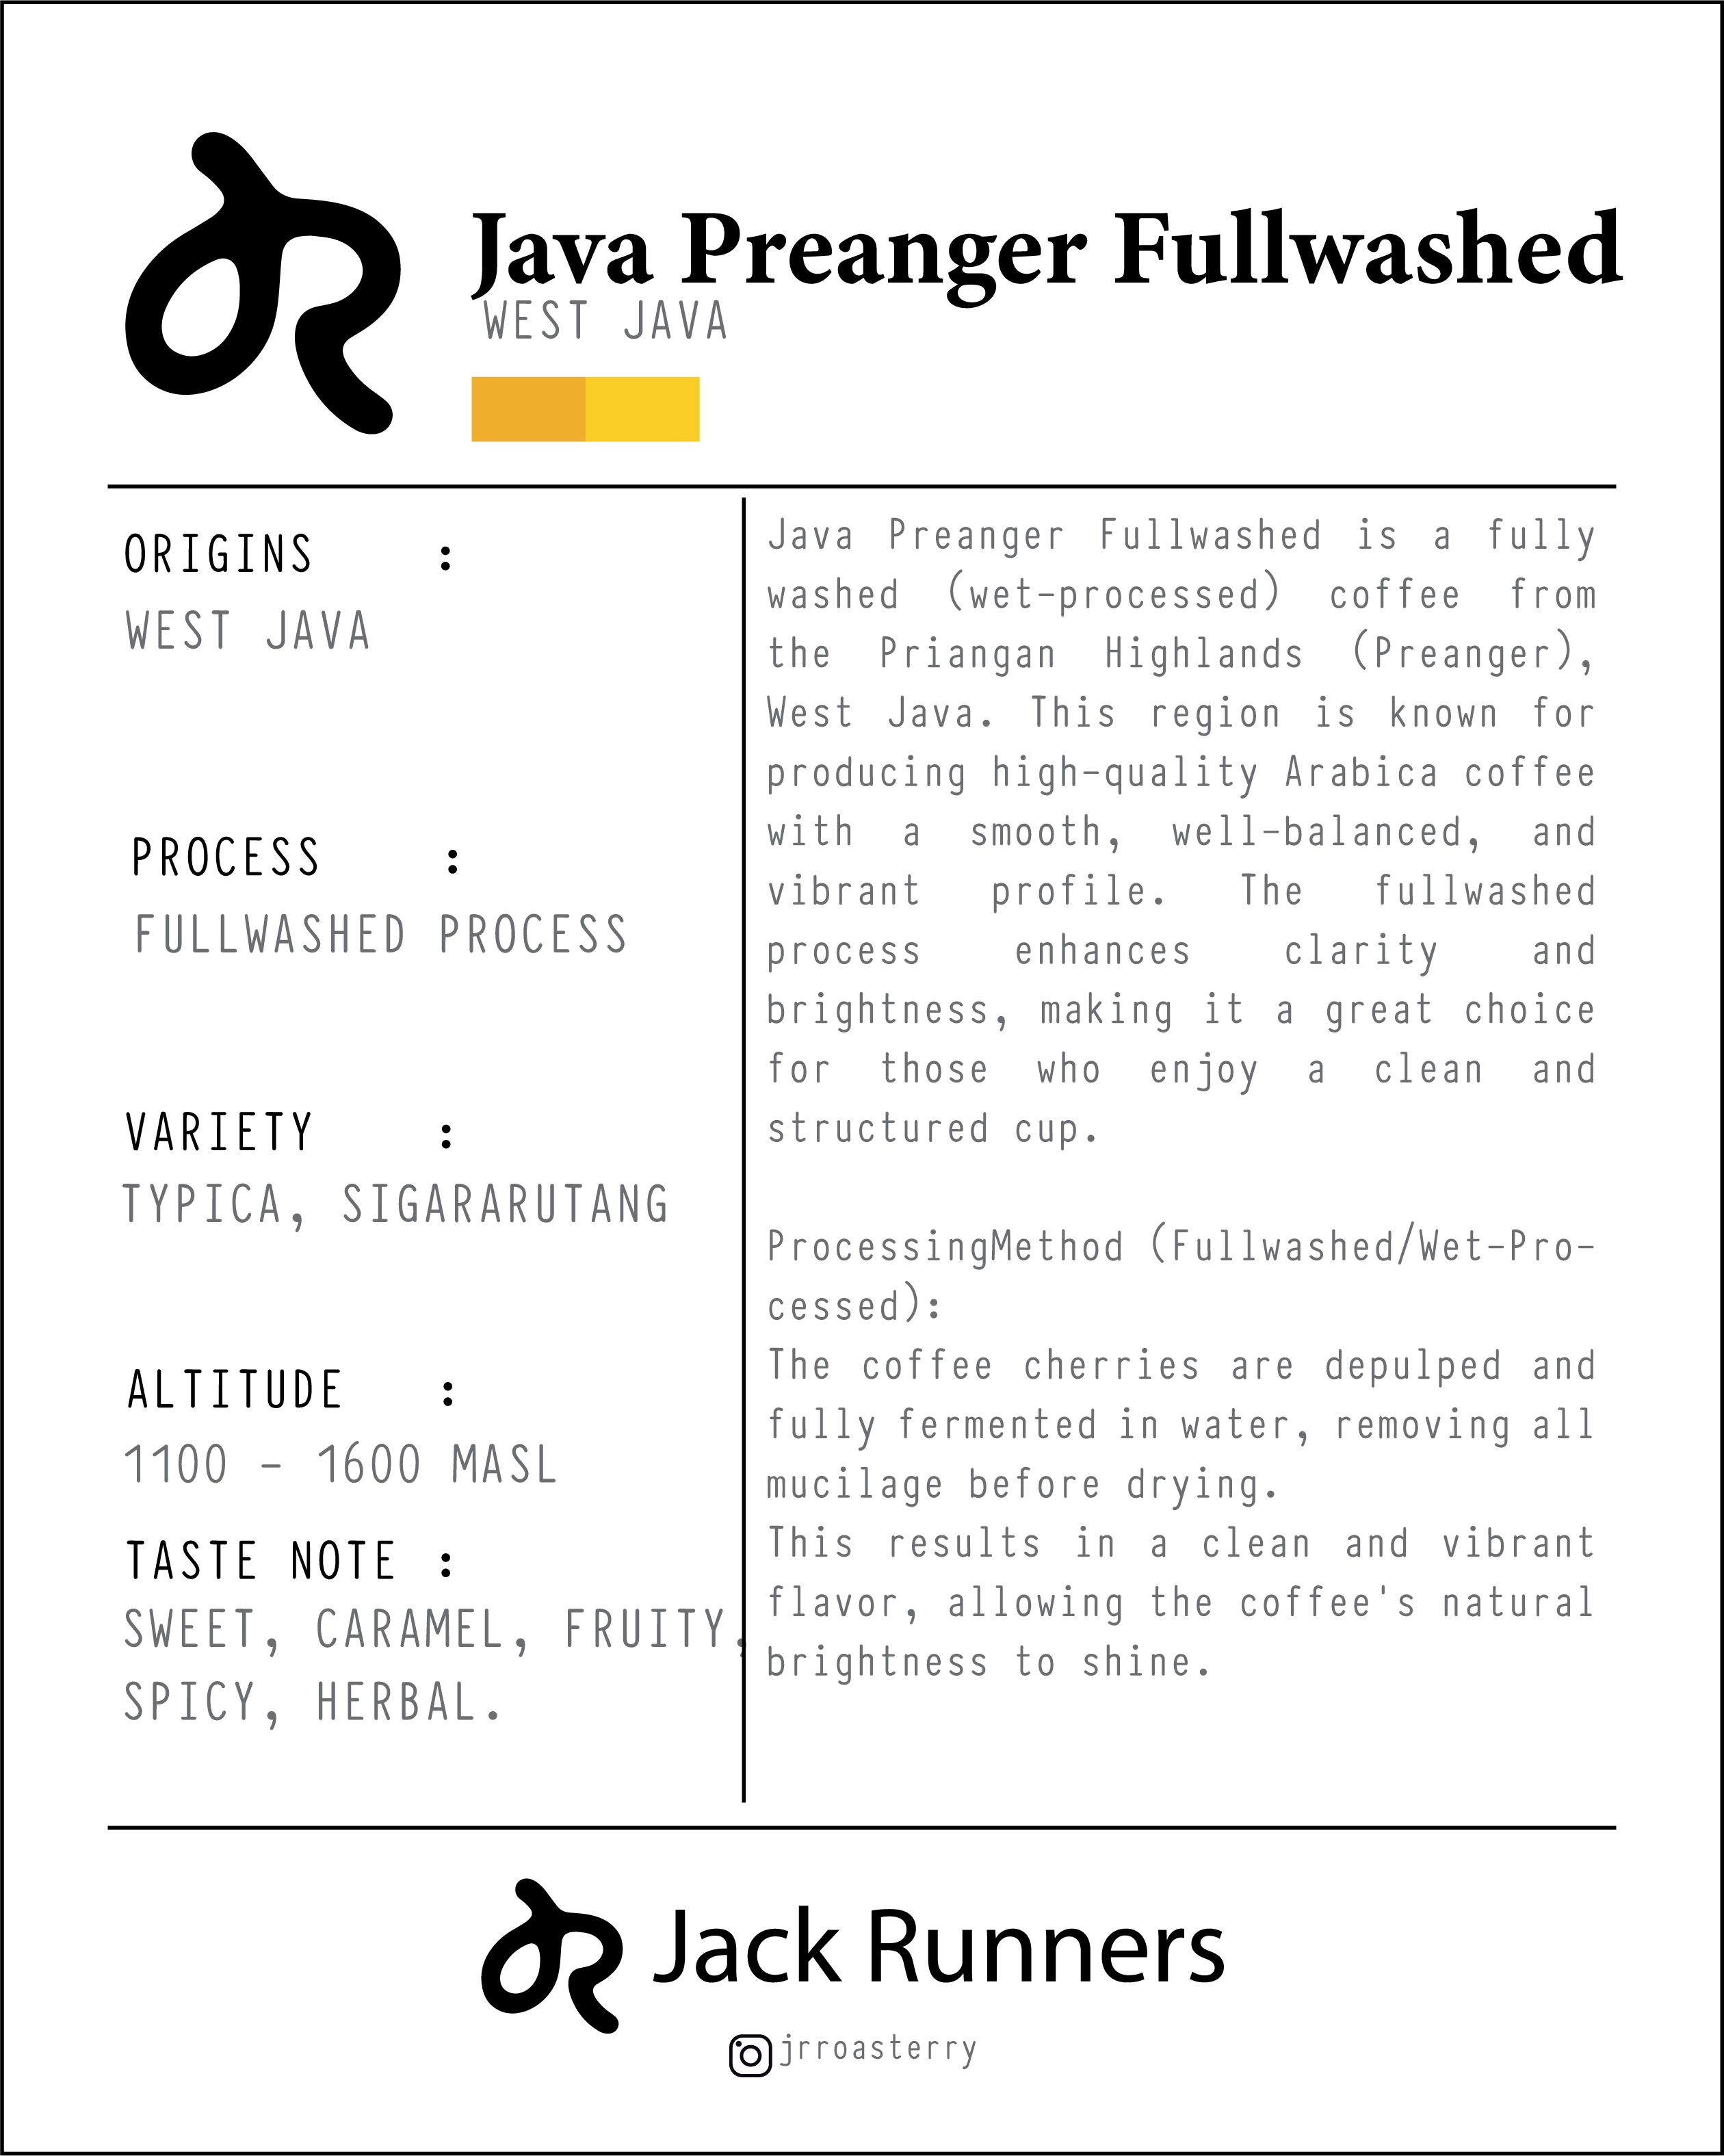 Java Preanger Fullwashed
WEST JAVA
ORIGINS :
WEST JAVA
PROCESS :
FULLWASHED PROCESS
VARIETY :
TYPICA, SIGARARUTANG
ALTITUDE :
1100 - 1600 MASL
TASTE NOTE :
SWEET, CARAMEL, FRUITY,
SPICY, HERBAL.
Java Preanger Fullwashed is a fully
washed (wet-processed) coffee from
the Priangan Highlands (Preanger),
West Java. This region is known for
producing high-quality Arabica coffee
with a smooth, well-balanced, and
vibrant profile. The fullwashed
process enhances clarity and
brightness, making it a great choice
for those who enjoy a clean and
structured cup.
ProcessingMethod (Fullwashed/Wet-Pro-
cessed):
The coffee cherries are depulped and
fully fermented in water, removing all
mucilage before drying.
This results in a clean and vibrant
flavor, allowing the coffee's natural
brightness to shine.
Jack Runners
jrroasterry